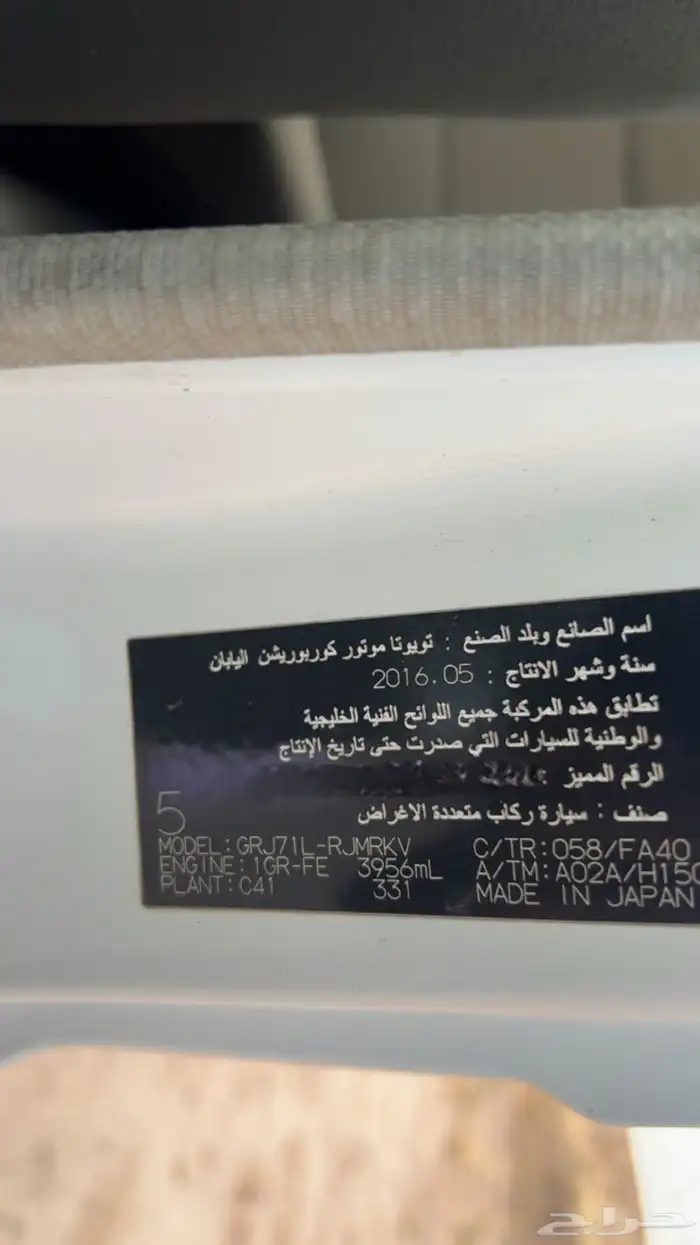 اسم الصانع وبلد الصنع : تويوتا موتور كوربوريشن اليابان
سنة وشهر الانتاج : 2016.05
تطابق هذه المركبة جميع اللوائح الفنية الخليجية
والوطنية للسيارات التي صدرت حتى تاريخ الإنتاج
الرقم المميز :
صنف : سيارة ركاب متعددة الاغراض
5
MODEL:GRJ71L-RJMRKV C/TR:058/FA40
ENGINE:1GR-FE 3956mL A/TM:A02A/H150
PLANT:C41 331 MADE IN JAPAN
حراج